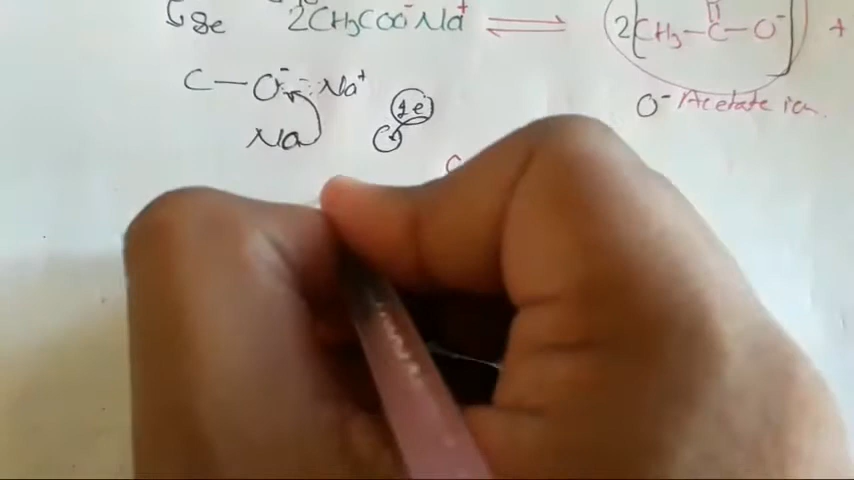 2CH3COO⁻Na⁺ ⇌ 2[CH3–C–O⁻] +
O⁻ Acetate ion.
C — O⁻ Na⁺
Na
1e
O